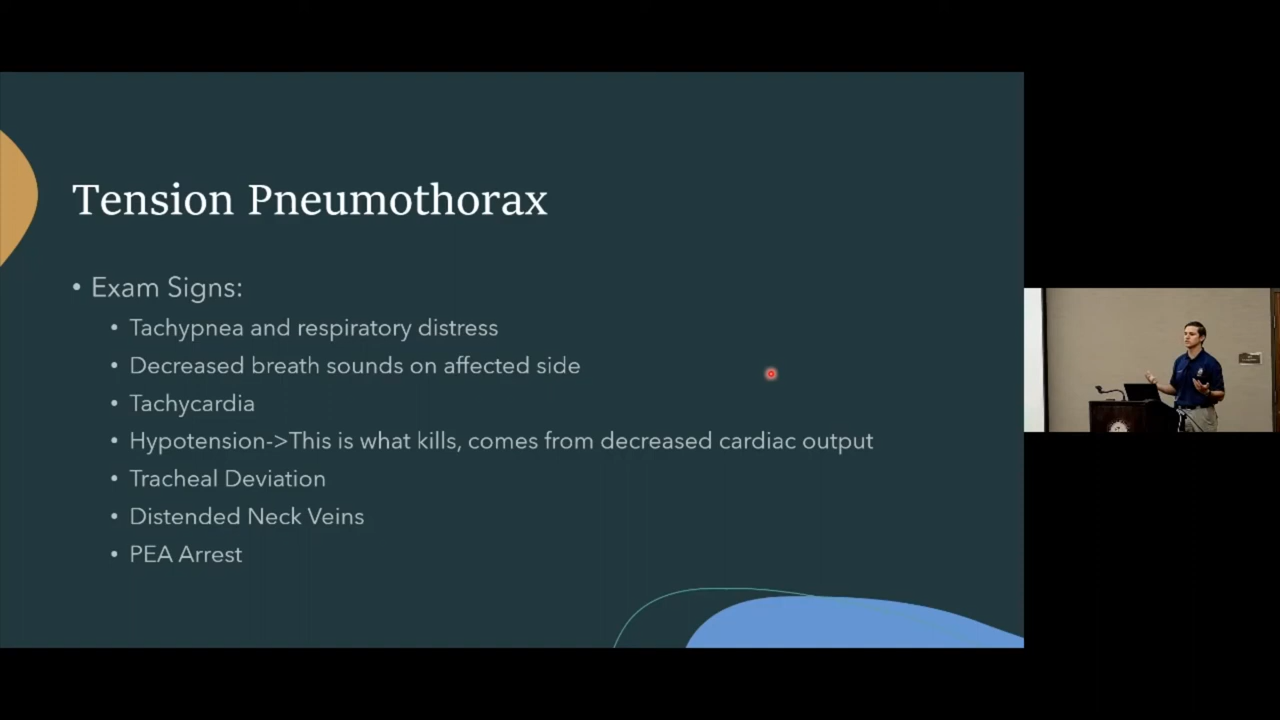 Tension Pneumothorax
• Exam Signs:
• Tachypnea and respiratory distress
• Decreased breath sounds on affected side
• Tachycardia
• Hypotension->This is what kills, comes from decreased cardiac output
• Tracheal Deviation
• Distended Neck Veins
• PEA Arrest